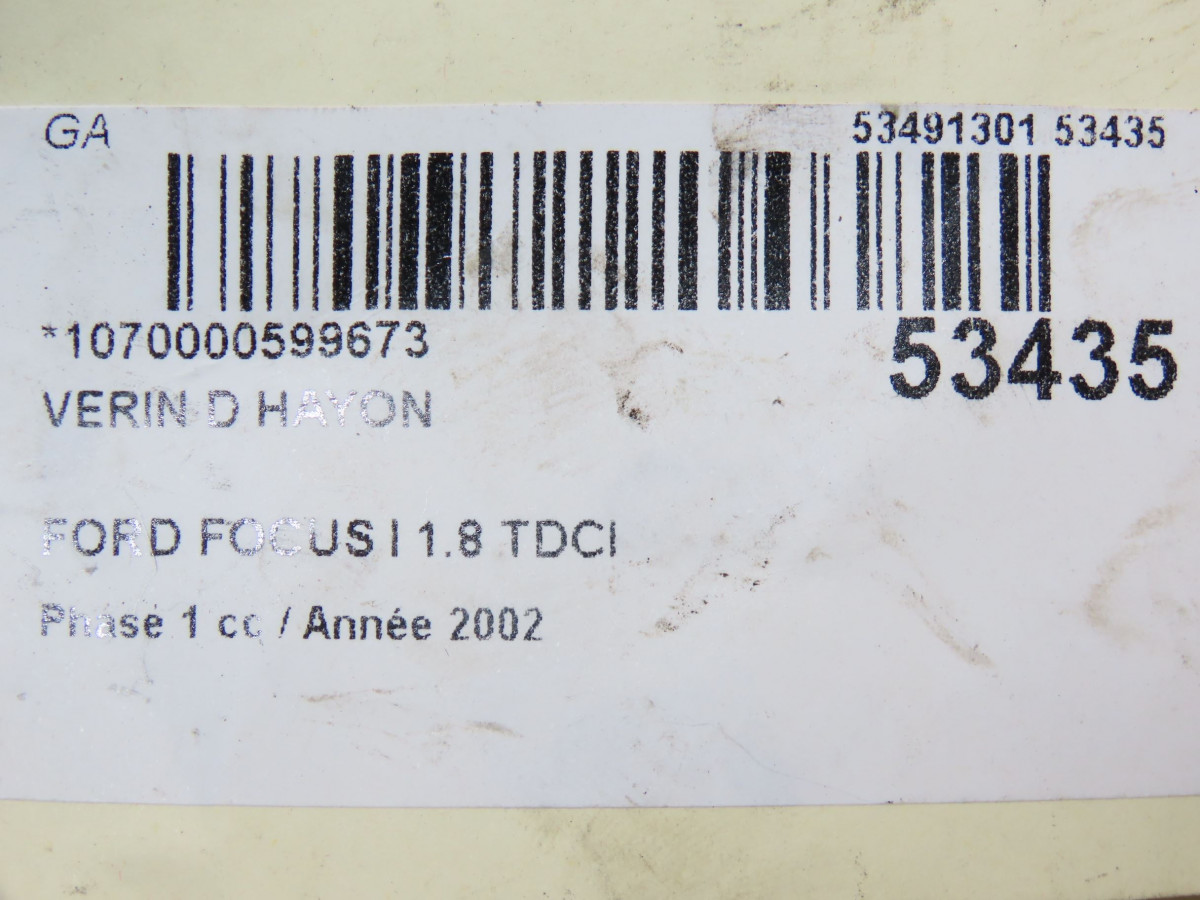 GA 53491301 53435
*1070000599673 53435
VERIN D HAYON
FORD FOCUS I 1.8 TDCI
Phase 1 cc / Année 2002